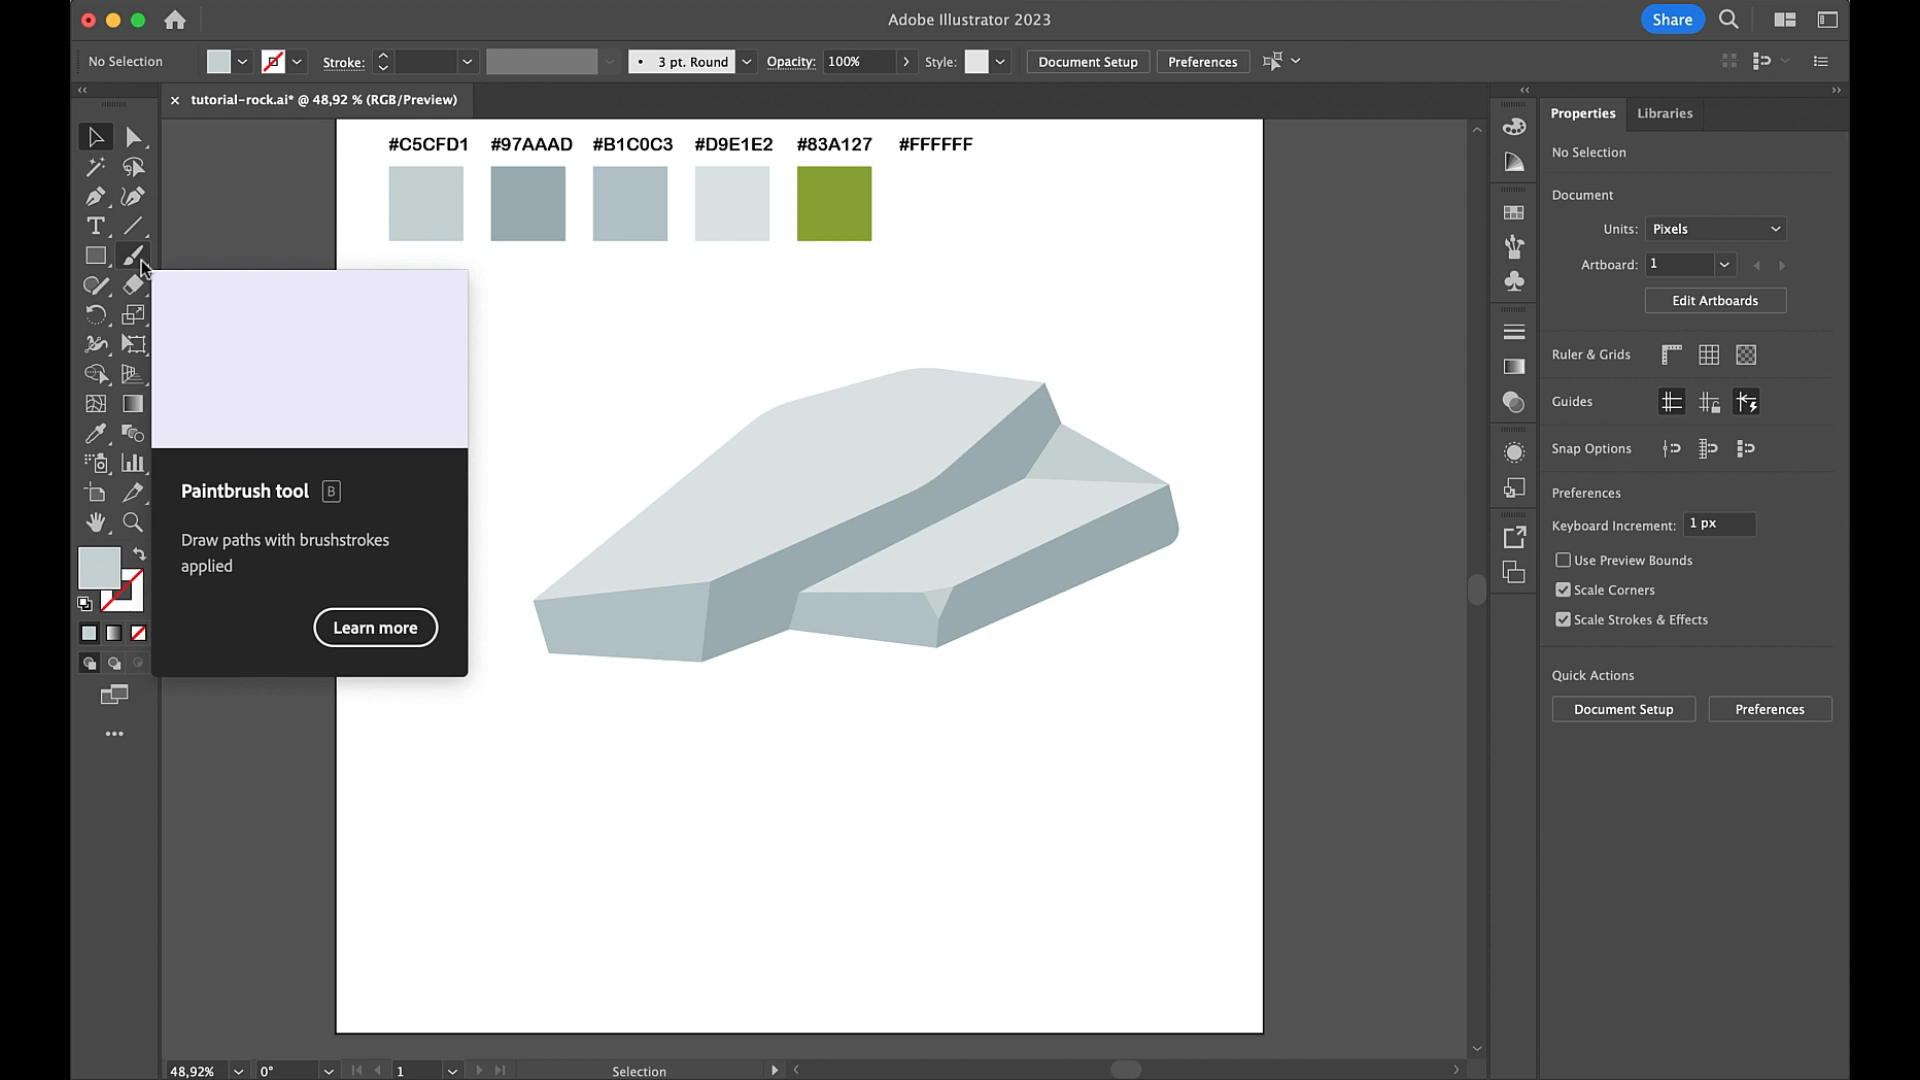 Adobe Illustrator 2023
Share
No Selection
Stroke:
3 pt. Round
Opacity:
100%
Style:
Document Setup
Preferences
tutorial-rock.ai* @ 48,92 % (RGB/Preview)
#C5CFD1 #97AAAD #B1C0C3 #D9E1E2 #83A127 #FFFFFF
T
Paintbrush tool B
Draw paths with brushstrokes
applied
Learn more
Properties
Libraries
No Selection
Document
Units: Pixels
Artboard: 1
Edit Artboards
Ruler & Grids
Guides
Snap Options
Preferences
Keyboard Increment: 1 px
Use Preview Bounds
Scale Corners
Scale Strokes & Effects
Quick Actions
Document Setup
Preferences
48,92%
0°
1
Selection